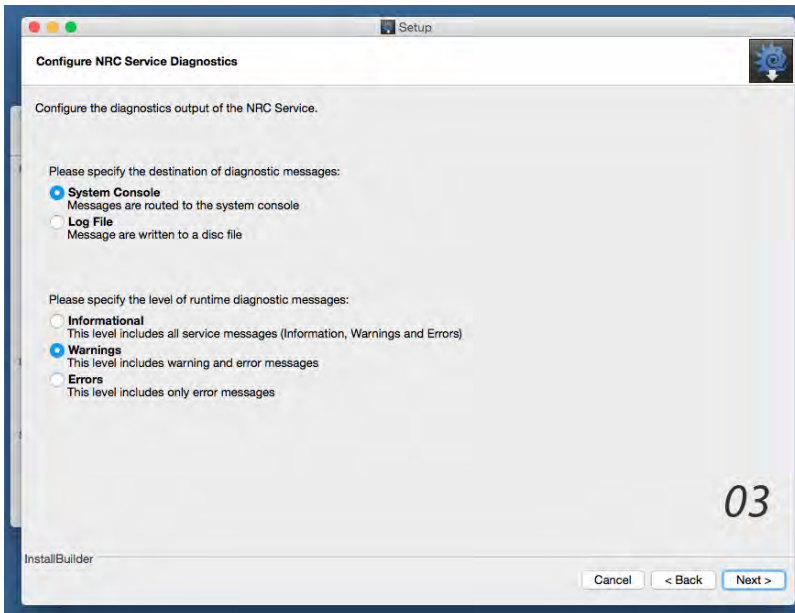 Setup
Configure NRC Service Diagnostics
Configure the diagnostics output of the NRC Service.
Please specify the destination of diagnostic messages:
System Console
Messages are routed to the system console
Log File
Message are written to a disc file
Please specify the level of runtime diagnostic messages:
Informational
This level includes all service messages (Information, Warnings and Errors)
Warnings
This level includes warning and error messages
Errors
This level includes only error messages
03
InstallBuilder
Cancel < Back Next >